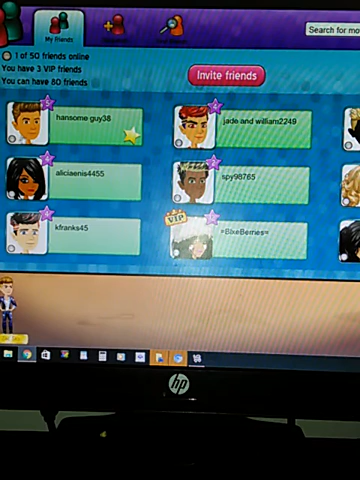 My Friends
Search for mo
1 of 50 friends online
You have 3 VIP friends
You can have 80 friends
Invite friends
hansome guy38
jade and william2249
aliciaenis4455
spy98765
kfranks45
VIP
=BlxeBerries=
hp